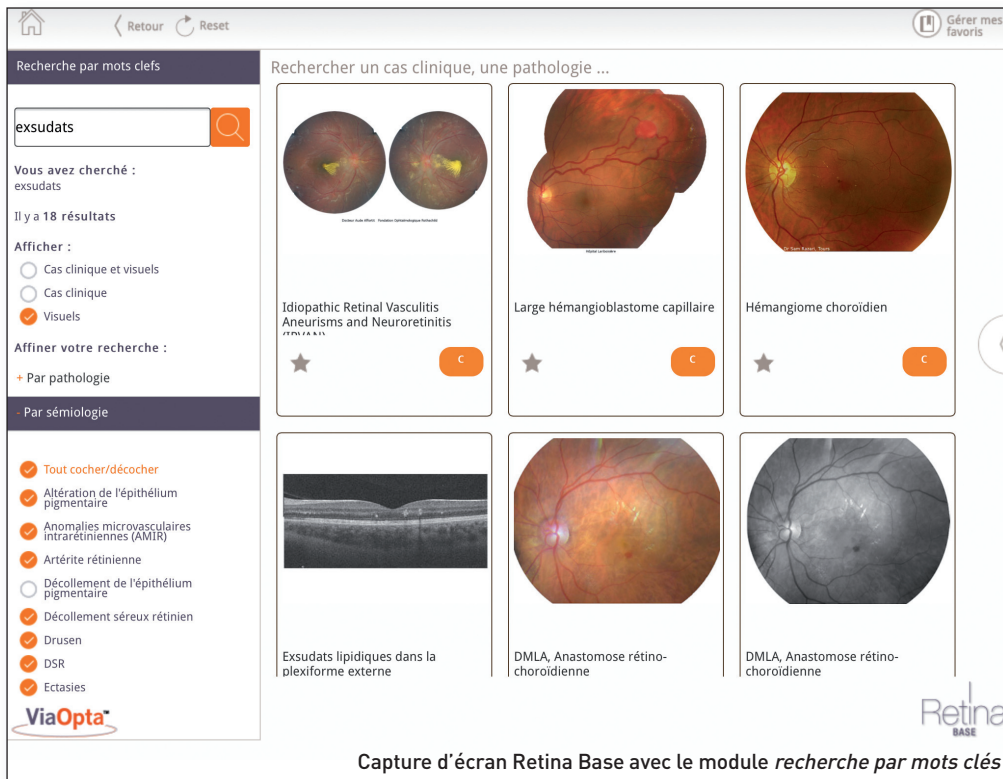 Retour
Reset
Gérer mes
favoris
Recherche par mots clefs
exsudats
Vous avez cherché :
exsudats
Il y a 18 résultats
Afficher :
Cas clinique et visuels
Cas clinique
Visuels
Affiner votre recherche :
+ Par pathologie
- Par sémiologie
Tout cocher/décocher
Altération de l'épithélium
pigmentaire
Anomalies microvasculaires
intrarétiniennes (AMIR)
Artérite rétinienne
Décollement de l'épithélium
pigmentaire
Décollement séreux rétinien
Drusen
DSR
Ectasies
ViaOpta™
Rechercher un cas clinique, une pathologie ...
Idiopathic Retinal Vasculitis
Aneurisms and Neuroretinitis
(IRVAN)
C
Hôpital Lariboisière
Large hémangioblastome capillaire
C
Hémangiome choroïdien
C
Exsudats lipidiques dans la
plexiforme externe
DMLA, Anastomose rétino-
choroïdienne
DMLA, Anastomose rétino-
choroïdienne
Retina
BASE
Capture d'écran Retina Base avec le module recherche par mots clés